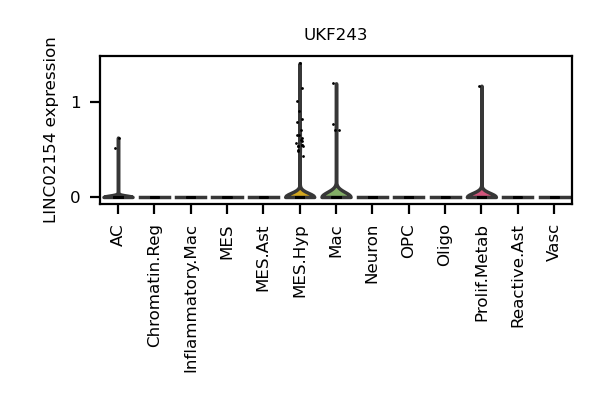 UKF243
LINC02154 expression
1
0
AC
Chromatin.Reg
Inflammatory.Mac
MES
MES.Ast
MES.Hyp
Mac
Neuron
OPC
Oligo
Prolif.Metab
Reactive.Ast
Vasc